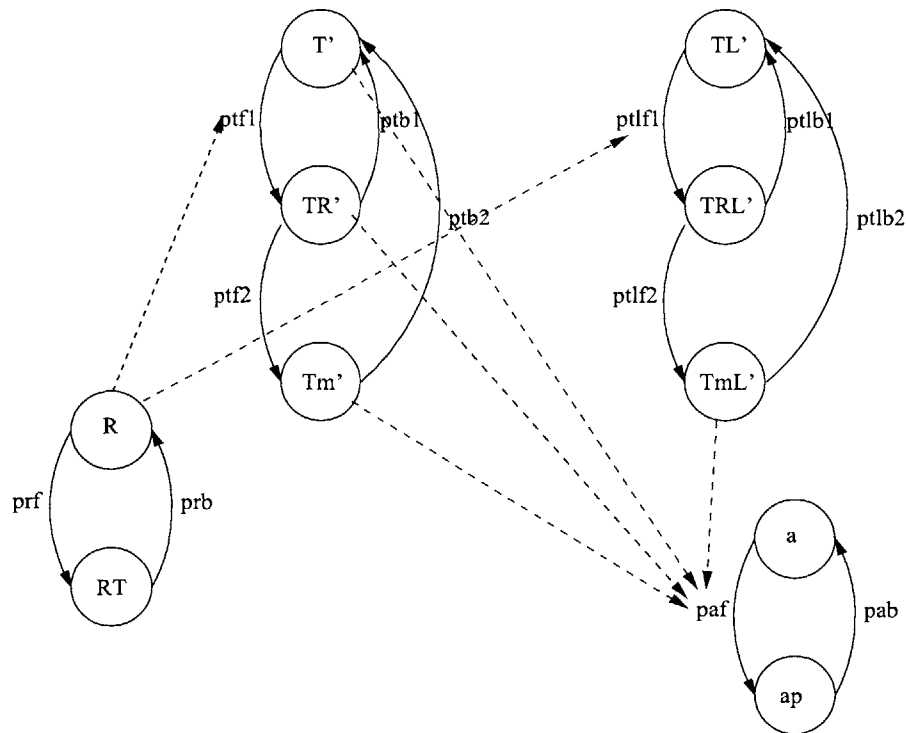 T'
TL'
ptf1
ptb1
ptlf1
ptlb1
TR'
TRL'
ptb2
ptlb2
ptf2
ptlf2
Tm'
TmL'
R
prf
prb
a
RT
paf
pab
ap